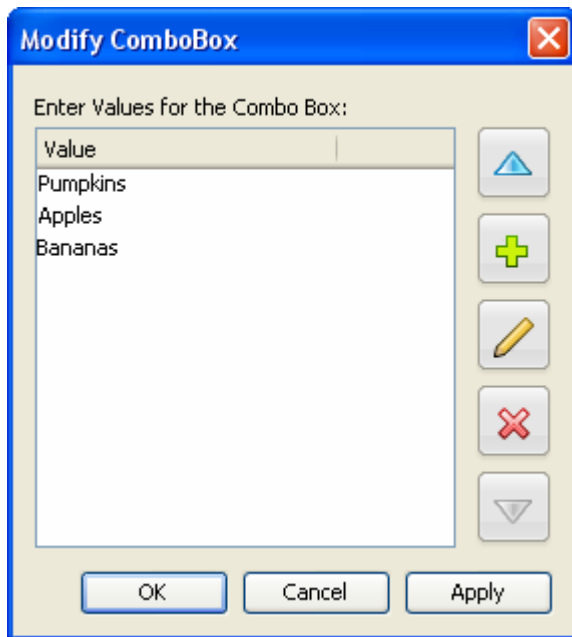 Modify ComboBox
Enter Values for the Combo Box:
Value
Pumpkins
Apples
Bananas
OK Cancel Apply